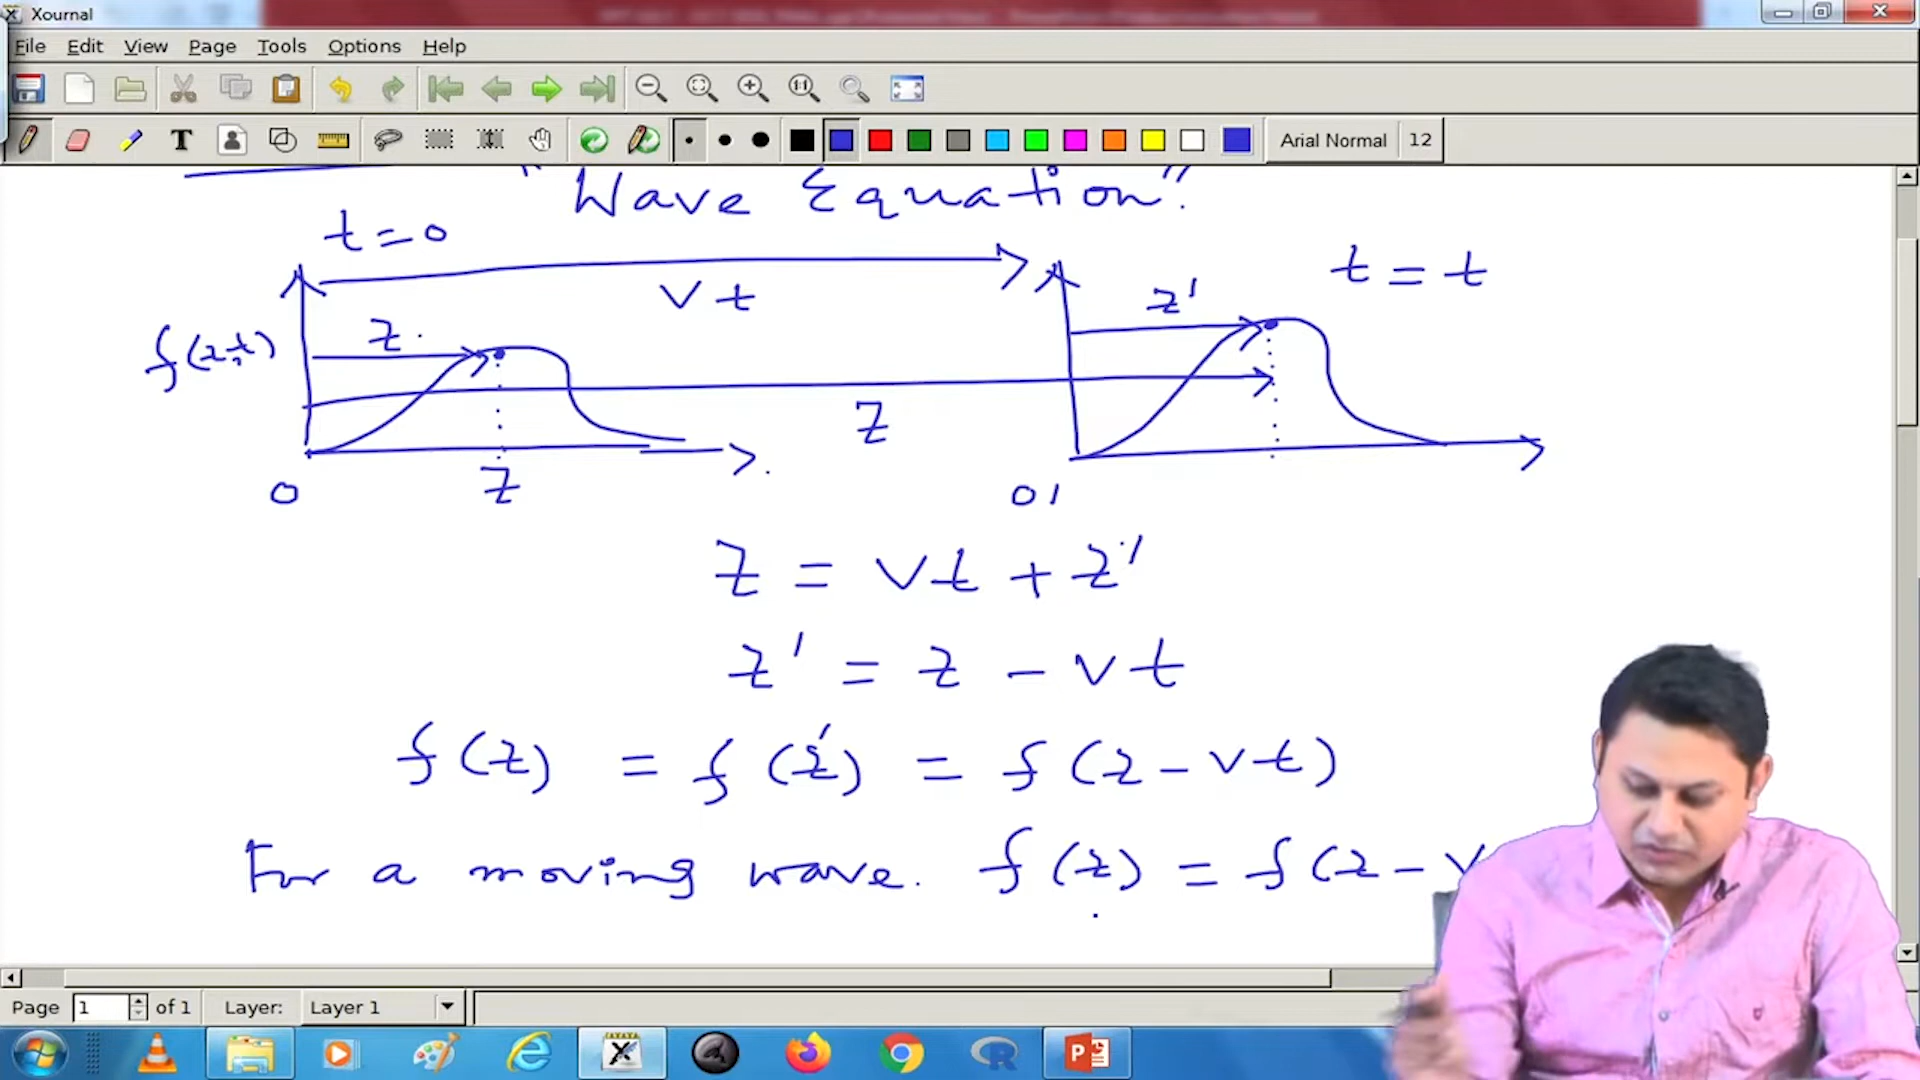 Xournal
File Edit View Page Tools Options Help
T Arial Normal 12
"Wave Equation".
t = 0
t = t
vt
z'
z
f(z,t)
z
0
z
0'
z = vt + z'
z' = z - vt
f(z) = f(z') = f(z - vt)
For a moving wave. f(z) = f(z - v
Page 1 of 1 Layer: Layer 1